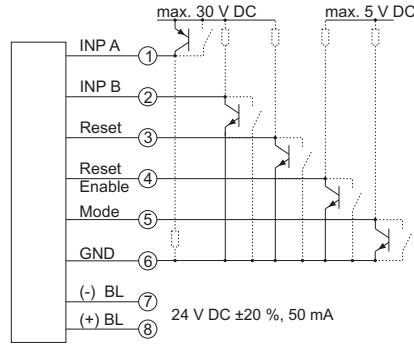 max. 30 V DC
max. 5 V DC
INP A
1
INP B
2
Reset
3
Reset
Enable
4
Mode
5
GND
6
(-) BL
7
(+) BL
8
24 V DC ±20 %, 50 mA